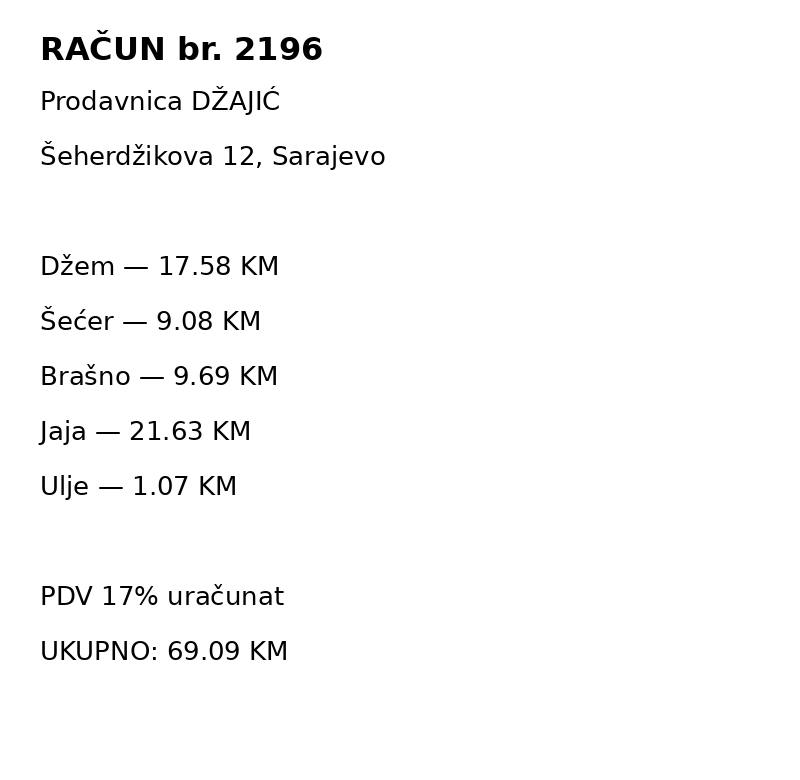 RAČUN br. 2196
Prodavnica DŽAJIĆ
Šeherdžikova 12, Sarajevo
Džem — 17.58 KM
Šećer — 9.08 KM
Brašno — 9.69 KM
Jaja — 21.63 KM
Ulje — 1.07 KM
PDV 17% uračunat
UKUPNO: 69.09 KM